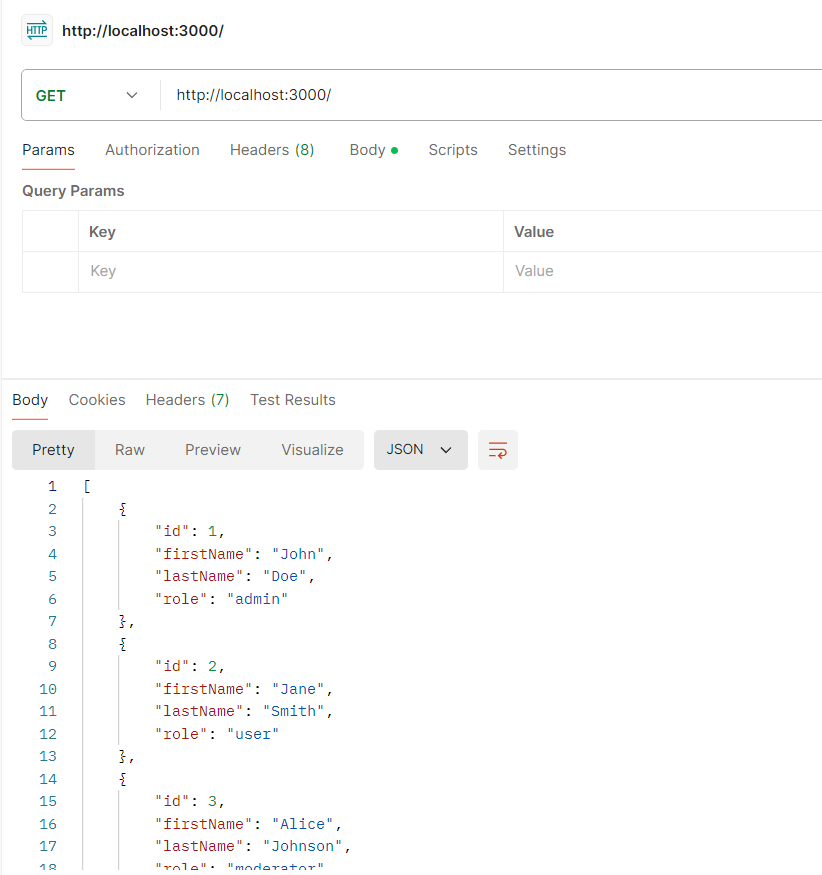 HTTP http://localhost:3000/
GET http://localhost:3000/
Params Authorization Headers (8) Body Scripts Settings
Query Params
Key Value
Key Value
Body Cookies Headers (7) Test Results
Pretty Raw Preview Visualize JSON
1 [
2 {
3 "id": 1,
4 "firstName": "John",
5 "lastName": "Doe",
6 "role": "admin"
7 },
8 {
9 "id": 2,
10 "firstName": "Jane",
11 "lastName": "Smith",
12 "role": "user"
13 },
14 {
15 "id": 3,
16 "firstName": "Alice",
17 "lastName": "Johnson",
18 "role": "moderator"